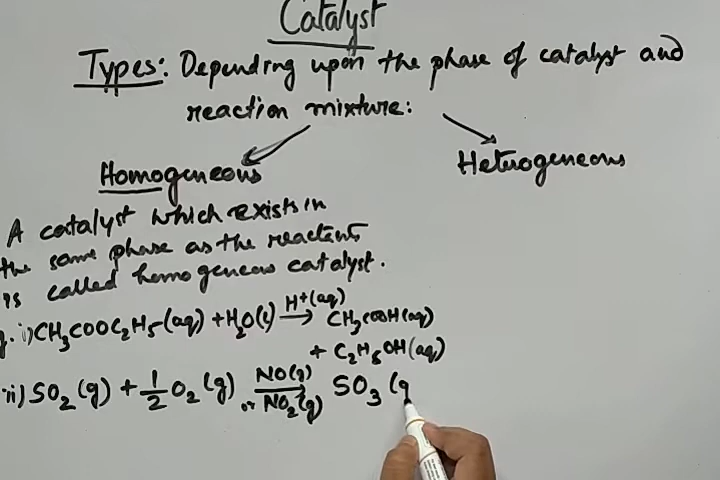 Catalyst
Types: Depending upon the phase of catalyst and
reaction mixture:
Homogeneous
Heterogeneous
A catalyst which exists in
the same phase as the reactants
is called homogeneous catalyst.
g. i) CH₃COOC₂H₅(aq) + H₂O(l) H⁺(aq) → CH₃COOH(aq)
+ C₂H₅OH(aq)
ii) SO₂(g) + 1/2 O₂(g) NO(g) → or NO₂(g) SO₃(g